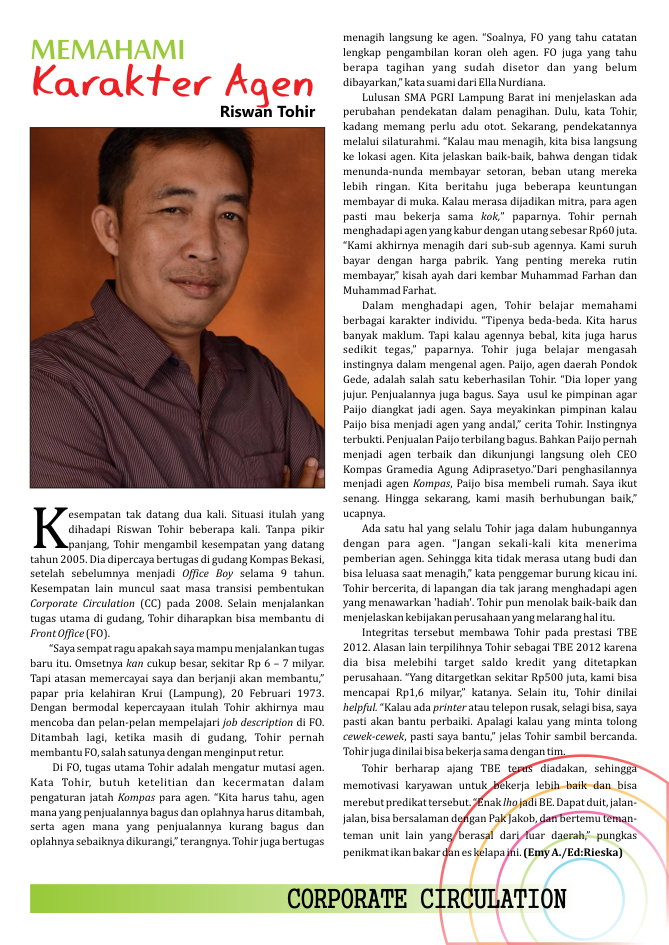 MEMAHAMI
Karakter Agen
Riswan Tohir
Kesempatan tak datang dua kali. Situasi itulah yang
dihadapi Riswan Tohir beberapa kali. Tanpa pikir
panjang, Tohir mengambil kesempatan yang datang
tahun 2005. Dia dipercaya bertugas di gudang Kompas Bekasi,
setelah sebelumnya menjadi Office Boy selama 9 tahun.
Kesempatan lain muncul saat masa transisi pembentukan
Corporate Circulation (CC) pada 2008. Selain menjalankan
tugas utama di gudang, Tohir diharapkan bisa membantu di
Front Office (FO).
“Saya sempat ragu apakah saya mampu menjalankan tugas
baru itu. Omsetnya kan cukup besar, sekitar Rp 6 – 7 milyar.
Tapi atasan memercayai saya dan berjanji akan membantu,”
papar pria kelahiran Krui (Lampung), 20 Februari 1973.
Dengan bermodal kepercayaan itulah Tohir akhirnya mau
mencoba dan pelan-pelan mempelajari job description di FO.
Ditambah lagi, ketika masih di gudang, Tohir pernah
membantu FO, salah satunya dengan menginput retur.
Di FO, tugas utama Tohir adalah mengatur mutasi agen.
Kata Tohir, butuh ketelitian dan kecermatan dalam
pengaturan jatah Kompas para agen. “Kita harus tahu, agen
mana yang penjualannya bagus dan oplahnya harus ditambah,
serta agen mana yang penjualannya kurang bagus dan
oplahnya sebaiknya dikurangi,” terangnya. Tohir juga bertugas
menagih langsung ke agen. “Soalnya, FO yang tahu catatan
lengkap pengambilan koran oleh agen. FO juga yang tahu
berapa tagihan yang sudah disetor dan yang belum
dibayarkan,” kata suami dari Ella Nurdiana.
Lulusan SMA PGRI Lampung Barat ini menjelaskan ada
perubahan pendekatan dalam penagihan. Dulu, kata Tohir,
kadang memang perlu adu otot. Sekarang, pendekatannya
melalui silaturahmi. “Kalau mau menagih, kita bisa langsung
ke lokasi agen. Kita jelaskan baik-baik, bahwa dengan tidak
menunda-nunda membayar setoran, beban utang mereka
lebih ringan. Kita beritahu juga beberapa keuntungan
membayar di muka. Kalau merasa dijadikan mitra, para agen
pasti mau bekerja sama kok,” paparnya. Tohir pernah
menghadapi agen yang kabur dengan utang sebesar Rp60 juta.
“Kami akhirnya menagih dari sub-sub agennya. Kami suruh
bayar dengan harga pabrik. Yang penting mereka rutin
membayar,” kisah ayah dari kembar Muhammad Farhan dan
Muhammad Farhat.
Dalam menghadapi agen, Tohir belajar memahami
berbagai karakter individu. “Tipenya beda-beda. Kita harus
banyak maklum. Tapi kalau agennya bebal, kita juga harus
sedikit tegas,” paparnya. Tohir juga belajar mengasah
instingnya dalam mengenal agen. Paijo, agen daerah Pondok
Gede, adalah salah satu keberhasilan Tohir. “Dia loper yang
jujur. Penjualannya juga bagus. Saya usul ke pimpinan agar
Paijo diangkat jadi agen. Saya meyakinkan pimpinan kalau
Paijo bisa menjadi agen yang andal,” cerita Tohir. Instingnya
terbukti. Penjualan Paijo terbilang bagus. Bahkan Paijo pernah
menjadi agen terbaik dan dikunjungi langsung oleh CEO
Kompas Gramedia Agung Adiprasetyo.”Dari penghasilannya
menjadi agen Kompas, Paijo bisa membeli rumah. Saya ikut
senang. Hingga sekarang, kami masih berhubungan baik,”
ucapnya.
Ada satu hal yang selalu Tohir jaga dalam hubungannya
dengan para agen. “Jangan sekali-kali kita menerima
pemberian agen. Sehingga kita tidak merasa utang budi dan
bisa leluasa saat menagih,” kata penggemar burung kicau ini.
Tohir bercerita, di lapangan dia tak jarang menghadapi agen
yang menawarkan 'hadiah'. Tohir pun menolak baik-baik dan
menjelaskan kebijakan perusahaan yang melarang hal itu.
Integritas tersebut membawa Tohir pada prestasi TBE
2012. Alasan lain terpilihnya Tohir sebagai TBE 2012 karena
dia bisa melebihi target saldo kredit yang ditetapkan
perusahaan. “Yang ditargetkan sekitar Rp500 juta, kami bisa
mencapai Rp1,6 milyar,” katanya. Selain itu, Tohir dinilai
helpful. “Kalau ada printer atau telepon rusak, selagi bisa, saya
pasti akan bantu perbaiki. Apalagi kalau yang minta tolong
cewek-cewek, pasti saya bantu,” jelas Tohir sambil bercanda.
Tohir juga dinilai bisa bekerja sama dengan tim.
Tohir berharap ajang TBE terus diadakan, sehingga
memotivasi karyawan untuk bekerja lebih baik dan bisa
merebut predikat tersebut. “Enak lho jadi BE. Dapat duit, jalan-
jalan, bisa bersalaman dengan Pak Jakob, dan bertemu teman-
teman unit lain yang berasal dari luar daerah,” pungkas
penikmat ikan bakar dan es kelapa ini. (Emy A./Ed:Rieska)
CORPORATE CIRCULATION